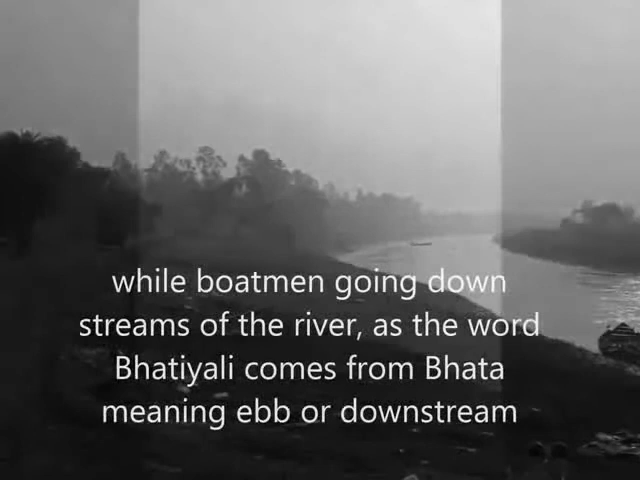 while boatmen going down
streams of the river, as the word
Bhatiyali comes from Bhata
meaning ebb or downstream